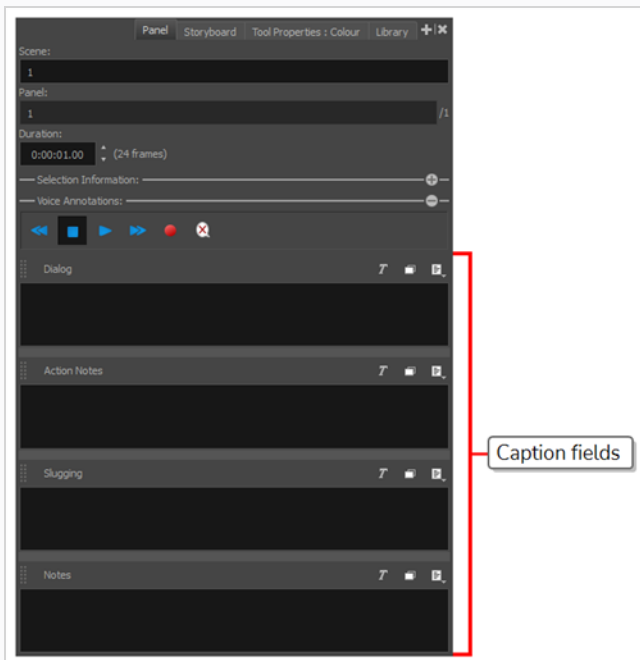 Panel Storyboard Tool Properties : Colour Library
Scene:
1
Panel:
1 /1
Duration:
0:00:01.00 (24 frames)
Selection Information:
Voice Annotations:
Dialog T
Action Notes T
Slugging T
Notes T
Caption fields